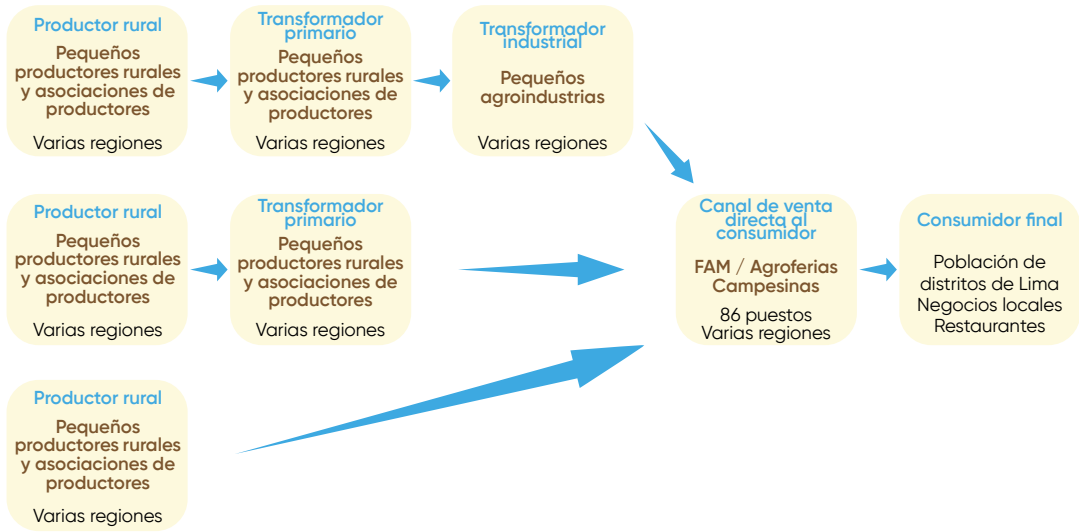 Productor rural
Pequeños
productores rurales
y asociaciones de
productores
Varias regiones
Transformador
primario
Pequeños
productores rurales
y asociaciones de
productores
Varias regiones
Transformador
industrial
Pequeños
agroindustrias
Varias regiones
Productor rural
Pequeños
productores rurales
y asociaciones de
productores
Varias regiones
Transformador
primario
Pequeños
productores rurales
y asociaciones de
productores
Varias regiones
Canal de venta
directa al
consumidor
FAM / Agroferias
Campesinas
86 puestos
Varias regiones
Consumidor final
Población de
distritos de Lima
Negocios locales
Restaurantes
Productor rural
Pequeños
productores rurales
y asociaciones de
productores
Varias regiones